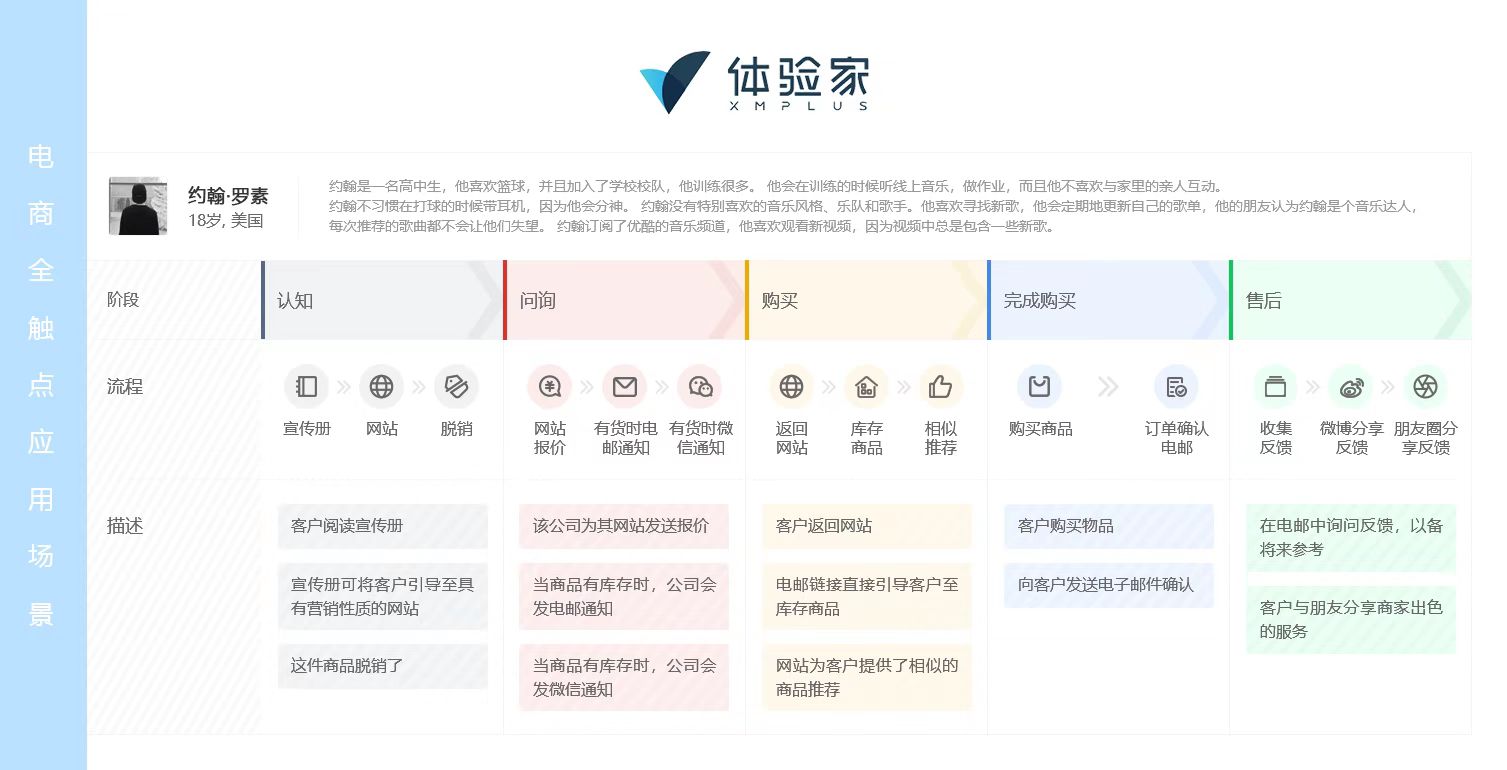 电商全触点应用场景
体验家
XMPLUS
约翰·罗素
18岁, 美国
约翰是一名高中生，他喜欢篮球，并且加入了学校校队，他训练很多。 他会在训练的时候听线上音乐，做作业，而且他不喜欢与家里的亲人互动。
约翰不习惯在打球的时候带耳机，因为他会分神。 约翰没有特别喜欢的音乐风格、乐队和歌手。他喜欢寻找新歌，他会定期地更新自己的歌单，他的朋友认为约翰是个音乐达人，
每次推荐的歌曲都不会让他们失望。 约翰订阅了优酷的音乐频道，他喜欢观看新视频，因为视频中总是包含一些新歌。
阶段
认知
问询
购买
完成购买
售后
流程
宣传册
网站
脱销
网站
报价
有货时电
邮通知
有货时微
信通知
返回
网站
库存
商品
相似
推荐
购买商品
订单确认
电邮
收集
反馈
微博分享
反馈
朋友圈分
享反馈
描述
客户阅读宣传册
宣传册可将客户引导至具
有营销性质的网站
这件商品脱销了
该公司为其网站发送报价
当商品有库存时，公司会
发电邮通知
当商品有库存时，公司会
发微信通知
客户返回网站
电邮链接直接引导客户至
库存商品
网站为客户提供了相似的
商品推荐
客户购买物品
向客户发送电子邮件确认
在电邮中询问反馈，以备
将来参考
客户与朋友分享商家出色
的服务